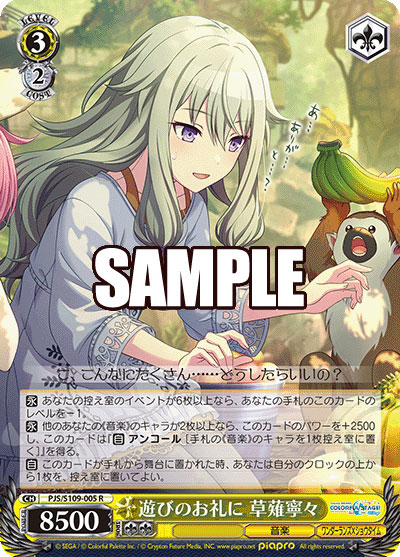 LEVEL
3
2
COST
あ…ありがと…？
SAMPLE
こ、こんなにたくさん……どうしたらいいの？
永 あなたの控え室のイベントが6枚以上なら、あなたの手札のこのカードの
レベルを－1。
永 他のあなたの《音楽》のキャラが2枚以上なら、このカードのパワーを＋2500
し、このカードは『自 アンコール ［手札の《音楽》のキャラを1枚控え室に置
く］』を得る。
自 このカードが手札から舞台に置かれた時、あなたは自分のクロックの上か
ら1枚を、控え室に置いてよい。
CH PJS/S109-005 R
遊びのお礼に 草薙寧々
POWER
8500
SOUL
音楽
ワンダーランズ×ショウタイム
COLORFUL STAGE!
© SEGA / © Colorful Palette Inc. / © Crypton Future Media, INC. www.piapro.net piapro